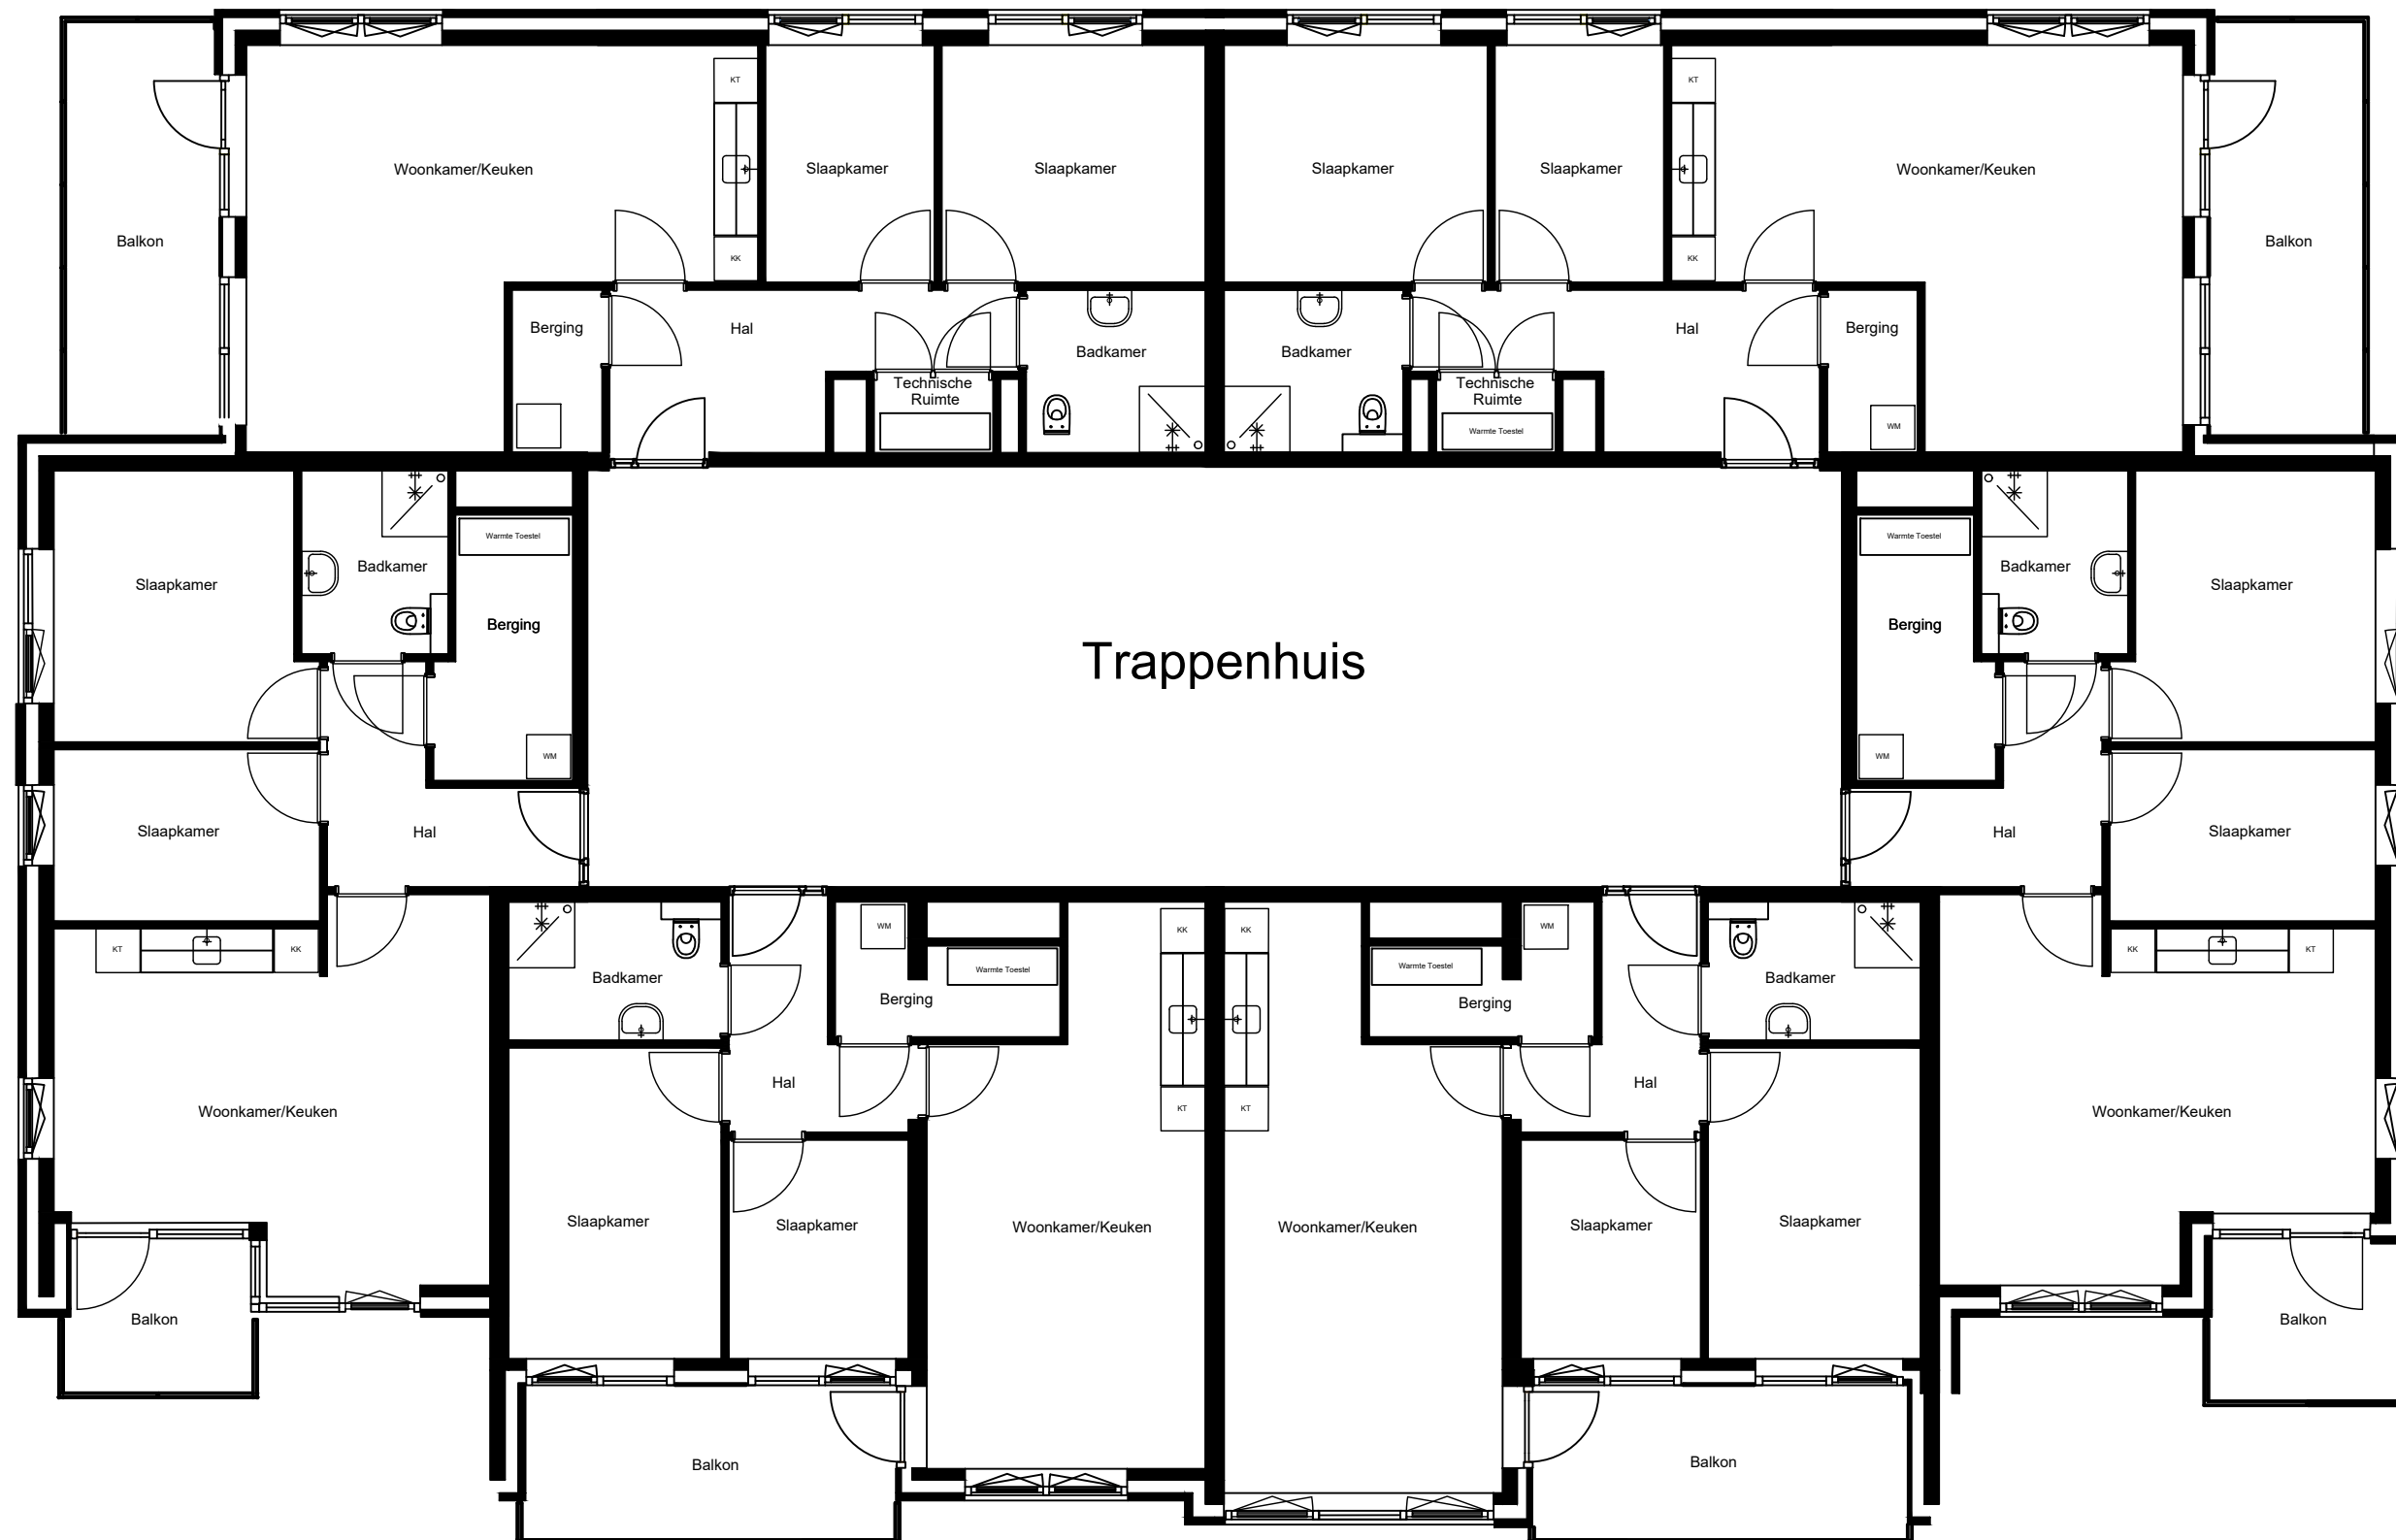 KT
KT
Woonkamer/Keuken
Slaapkamer
Slaapkamer
Slaapkamer
Slaapkamer
Woonkamer/Keuken
Balkon
Balkon
KK
KK
Berging
Hal
Badkamer
Badkamer
Hal
Berging
Technische
Ruimte
Technische
Ruimte
Warmte Toestel
WM
Warmte Toestel
Warmte Toestel
Slaapkamer
Badkamer
Badkamer
Slaapkamer
Berging
Berging
Trappenhuis
WM
WM
Slaapkamer
Hal
Hal
Slaapkamer
KT
KK
WM
KK
KK
WM
KK
KT
Badkamer
Warmte Toestel
Warmte Toestel
Badkamer
Berging
Berging
Hal
Hal
Woonkamer/Keuken
KT
KT
Woonkamer/Keuken
Slaapkamer
Slaapkamer
Woonkamer/Keuken
Woonkamer/Keuken
Slaapkamer
Slaapkamer
Balkon
Balkon
Balkon
Balkon